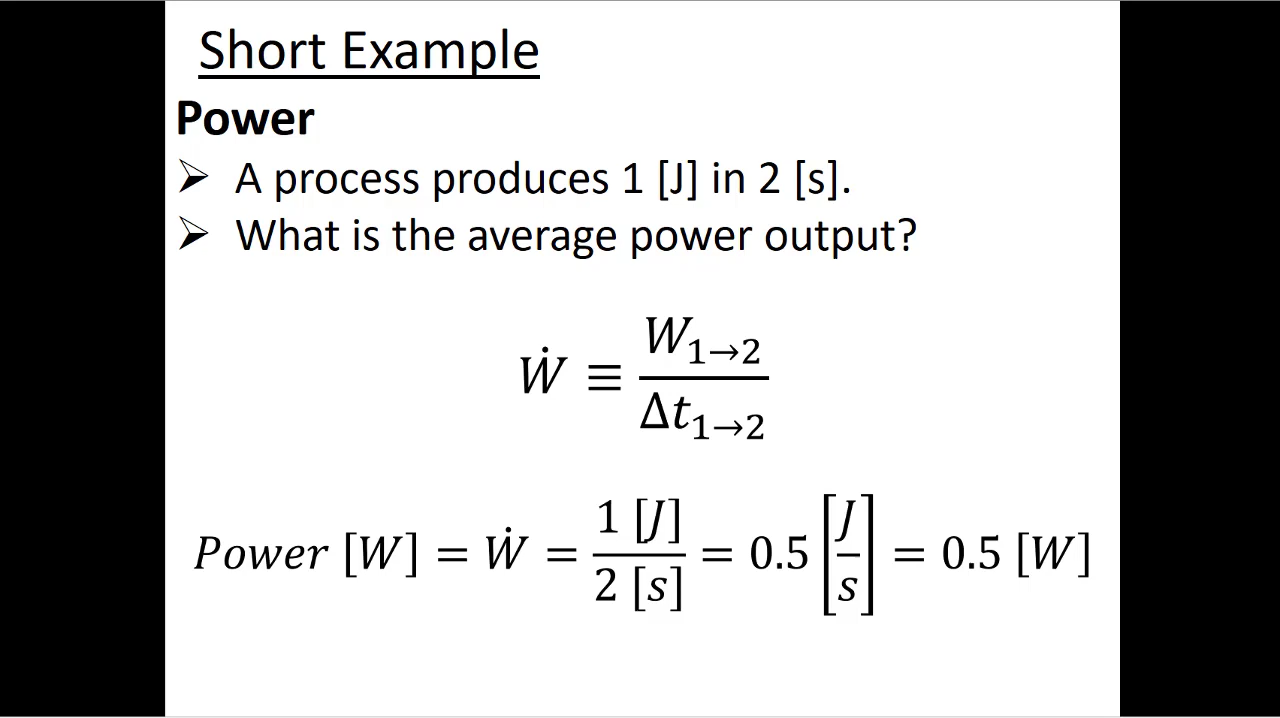 Short Example
Power
➢ A process produces 1 [J] in 2 [s].
➢ What is the average power output?
Ẇ ≡ W₁→₂ / Δt₁→₂
Power [W] = Ẇ = 1 [J] / 2 [s] = 0.5 [J/s] = 0.5 [W]